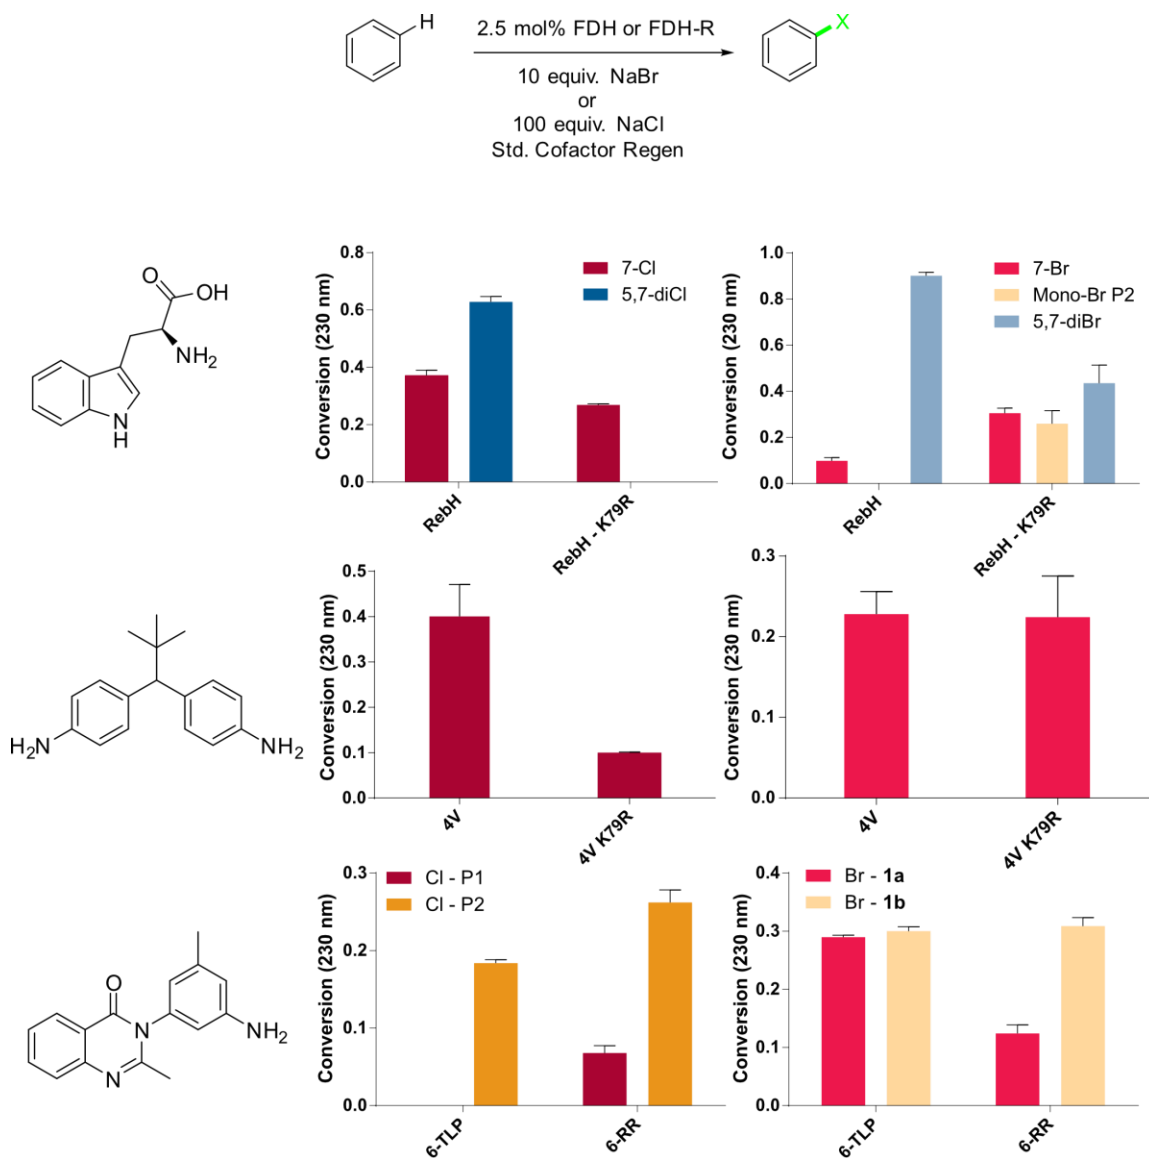 H
2.5 mol% FDH or FDH-R
X
10 equiv. NaBr
or
100 equiv. NaCl
Std. Cofactor Regen
O
OH
NH2
N
H
Conversion (230 nm)
0.8
0.6
0.4
0.2
0.0
7-Cl
5,7-diCl
RebH
RebH - K79R
Conversion (230 nm)
1.0
0.8
0.6
0.4
0.2
0.0
7-Br
Mono-Br P2
5,7-diBr
RebH
RebH - K79R
H2N
NH2
Conversion (230 nm)
0.5
0.4
0.3
0.2
0.1
0.0
4V
4V K79R
Conversion (230 nm)
0.3
0.2
0.1
0.0
4V
4V K79R
O
N
N
NH2
Conversion (230 nm)
0.3
0.2
0.1
0.0
Cl - P1
Cl - P2
6-TLP
6-RR
Conversion (230 nm)
0.4
0.3
0.2
0.1
0.0
Br - 1a
Br - 1b
6-TLP
6-RR